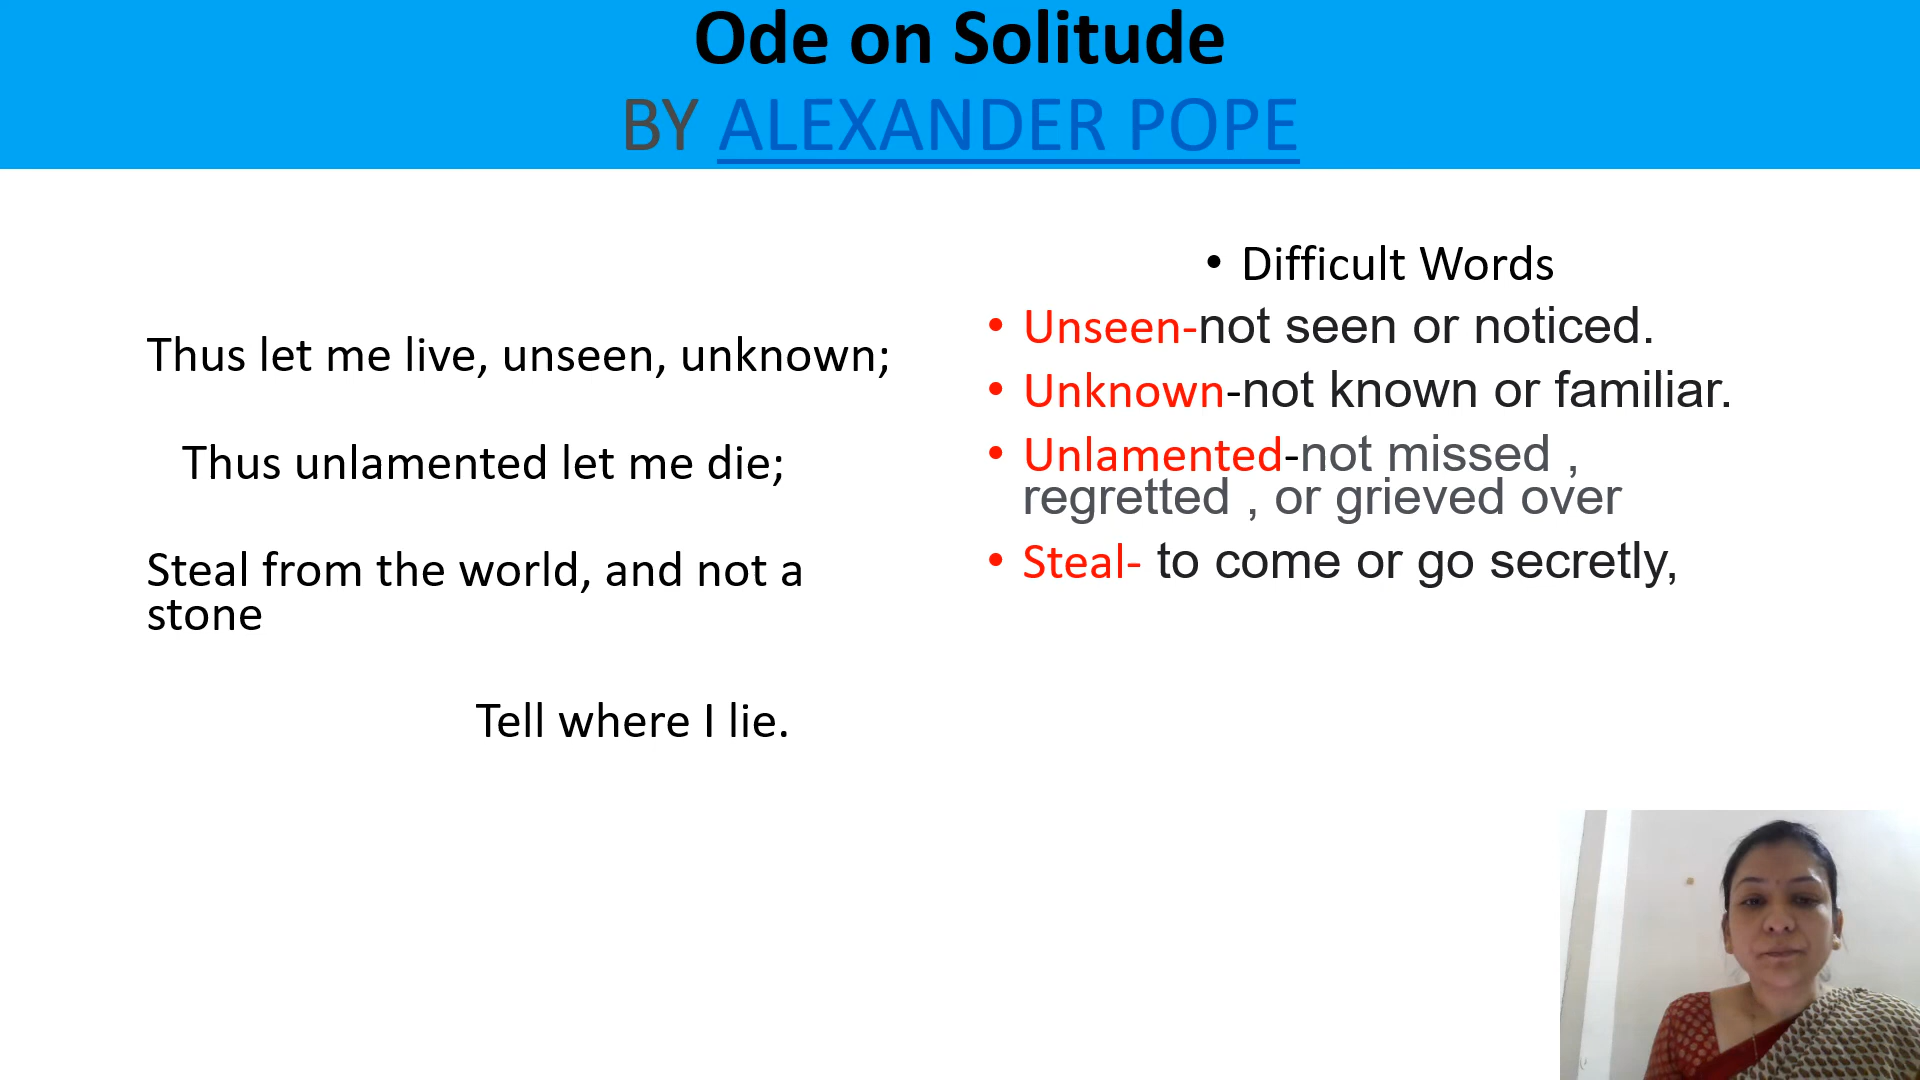 Ode on Solitude
BY ALEXANDER POPE
Thus let me live, unseen, unknown;
Thus unlamented let me die;
Steal from the world, and not a
stone
Tell where I lie.
• Difficult Words
• Unseen-not seen or noticed.
• Unknown-not known or familiar.
• Unlamented-not missed ,
regretted , or grieved over
• Steal- to come or go secretly,